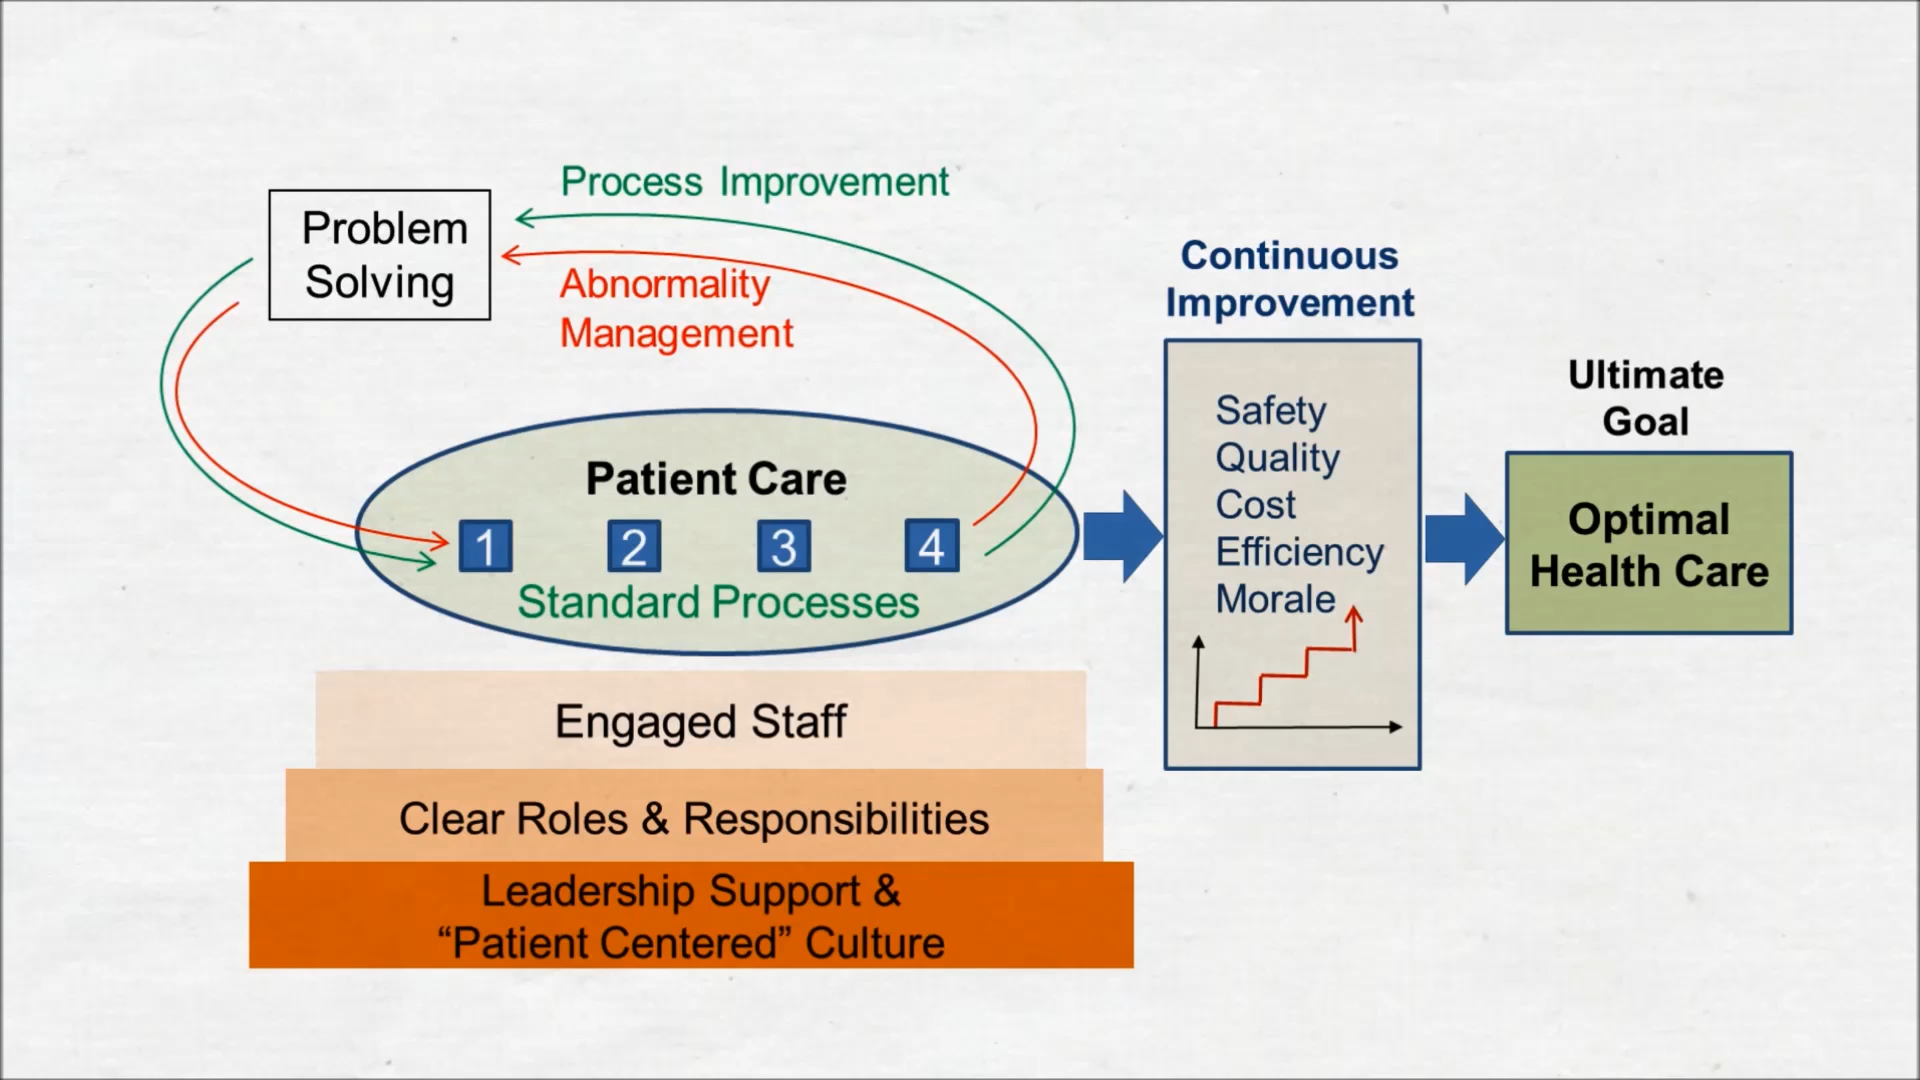 Process Improvement
Problem
Solving
Abnormality
Management
Patient Care
1 2 3 4
Standard Processes
Engaged Staff
Clear Roles & Responsibilities
Leadership Support &
“Patient Centered” Culture
Continuous
Improvement
Safety
Quality
Cost
Efficiency
Morale
Ultimate
Goal
Optimal
Health Care